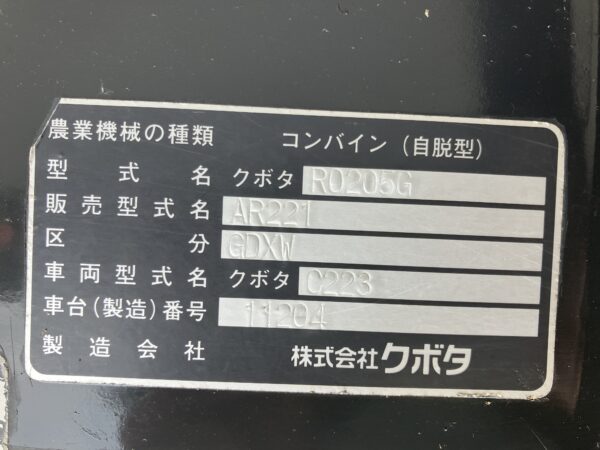 農業機械の種類 コンバイン(自脱型)
型式名 クボタ RO205G
販売型式名 AR221
区分 GDXW
車両型式名 クボタ C223
車台(製造)番号 11204
製造会社 株式会社クボタ